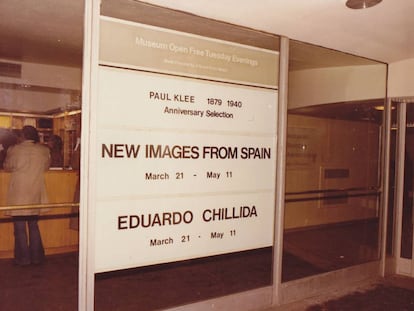 Museum Open Free Tuesday Evenings
PAUL KLEE 1879 1940
Anniversary Selection
NEW IMAGES FROM SPAIN
March 21 - May 11
EDUARDO CHILLIDA
March 21 - May 11